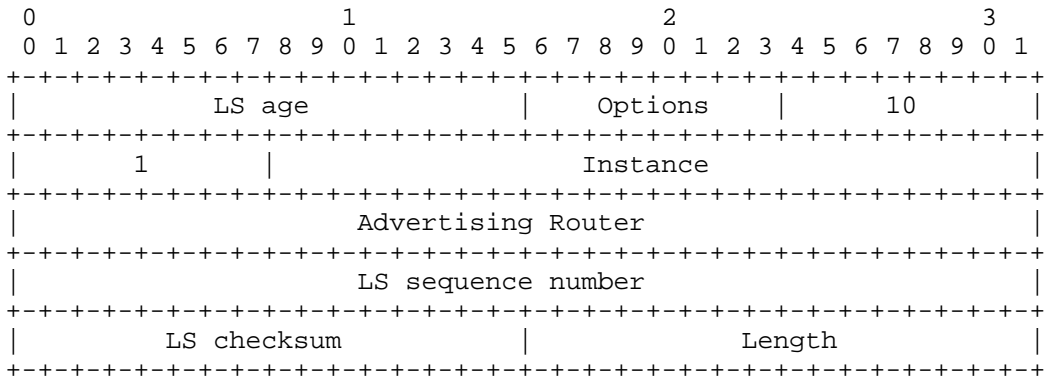 0                   1                   2                   3
 0 1 2 3 4 5 6 7 8 9 0 1 2 3 4 5 6 7 8 9 0 1 2 3 4 5 6 7 8 9 0 1
+-+-+-+-+-+-+-+-+-+-+-+-+-+-+-+-+-+-+-+-+-+-+-+-+-+-+-+-+-+-+-+-+
|            LS age             |    Options    |      10       |
+-+-+-+-+-+-+-+-+-+-+-+-+-+-+-+-+-+-+-+-+-+-+-+-+-+-+-+-+-+-+-+-+
|       1       |                   Instance                    |
+-+-+-+-+-+-+-+-+-+-+-+-+-+-+-+-+-+-+-+-+-+-+-+-+-+-+-+-+-+-+-+-+
|                     Advertising Router                        |
+-+-+-+-+-+-+-+-+-+-+-+-+-+-+-+-+-+-+-+-+-+-+-+-+-+-+-+-+-+-+-+-+
|                     LS sequence number                        |
+-+-+-+-+-+-+-+-+-+-+-+-+-+-+-+-+-+-+-+-+-+-+-+-+-+-+-+-+-+-+-+-+
|         LS checksum           |             Length            |
+-+-+-+-+-+-+-+-+-+-+-+-+-+-+-+-+-+-+-+-+-+-+-+-+-+-+-+-+-+-+-+-+